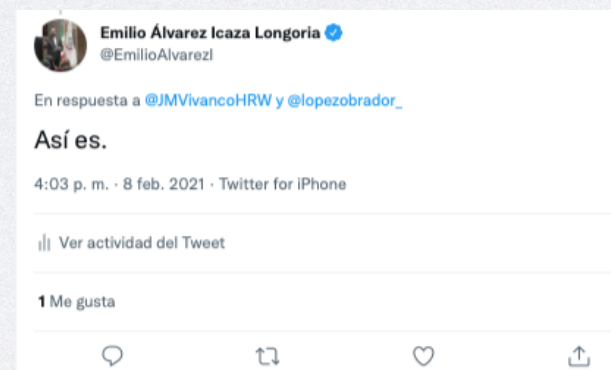 Emilio Álvarez Icaza Longoria
@EmilioAlvarezI
En respuesta a @JMVivancoHRW y @lopezobrador_
Así es.
4:03 p. m. · 8 feb. 2021 · Twitter for iPhone
Ver actividad del Tweet
1 Me gusta